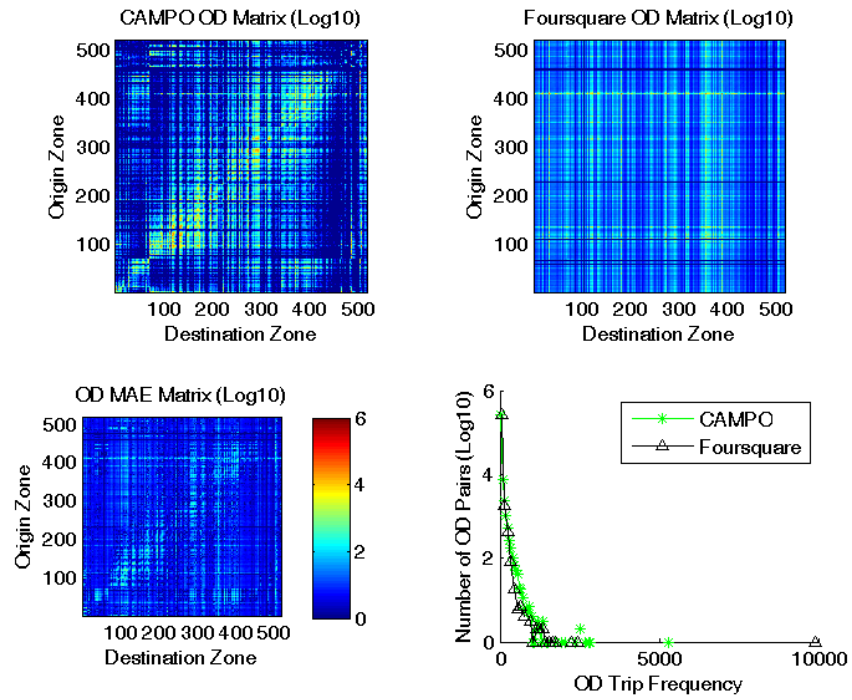 CAMPO OD Matrix (Log10)
Origin Zone
500
400
300
200
100
100 200 300 400 500
Destination Zone
Foursquare OD Matrix (Log10)
Origin Zone
500
400
300
200
100
100 200 300 400 500
Destination Zone
OD MAE Matrix (Log10)
Origin Zone
500
400
300
200
100
100 200 300 400 500
Destination Zone
6
4
2
0
Number of OD Pairs (Log10)
6
4
2
0
CAMPO
Foursquare
0 5000 10000
OD Trip Frequency